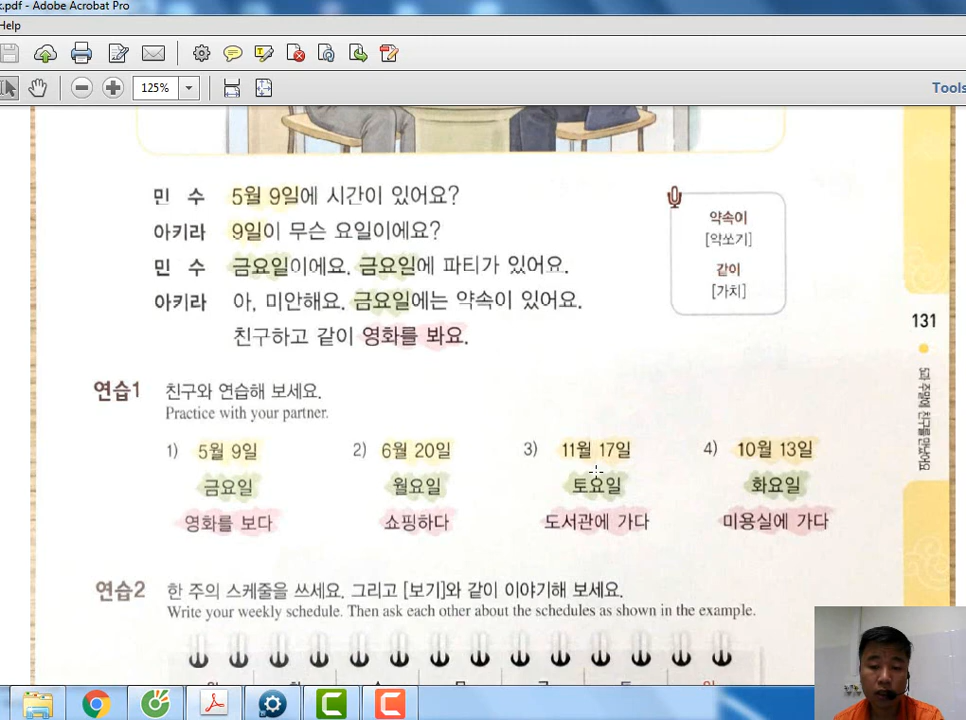 k.pdf - Adobe Acrobat Pro
Help
125%
Tools
민 수 5월 9일에 시간이 있어요?
아키라 9일이 무슨 요일이에요?
민 수 금요일이에요. 금요일에 파티가 있어요.
아키라 아, 미안해요. 금요일에는 약속이 있어요.
친구하고 같이 영화를 봐요.
약속이
[약쏘기]
같이
[가치]
131
연습1 친구와 연습해 보세요.
Practice with your partner.
1) 5월 9일 2) 6월 20일 3) 11월 17일 4) 10월 13일
금요일 월요일 토요일 화요일
영화를 보다 쇼핑하다 도서관에 가다 미용실에 가다
연습2 한 주의 스케줄을 쓰세요. 그리고 [보기]와 같이 이야기해 보세요.
Write your weekly schedule. Then ask each other about the schedules as shown in the example.